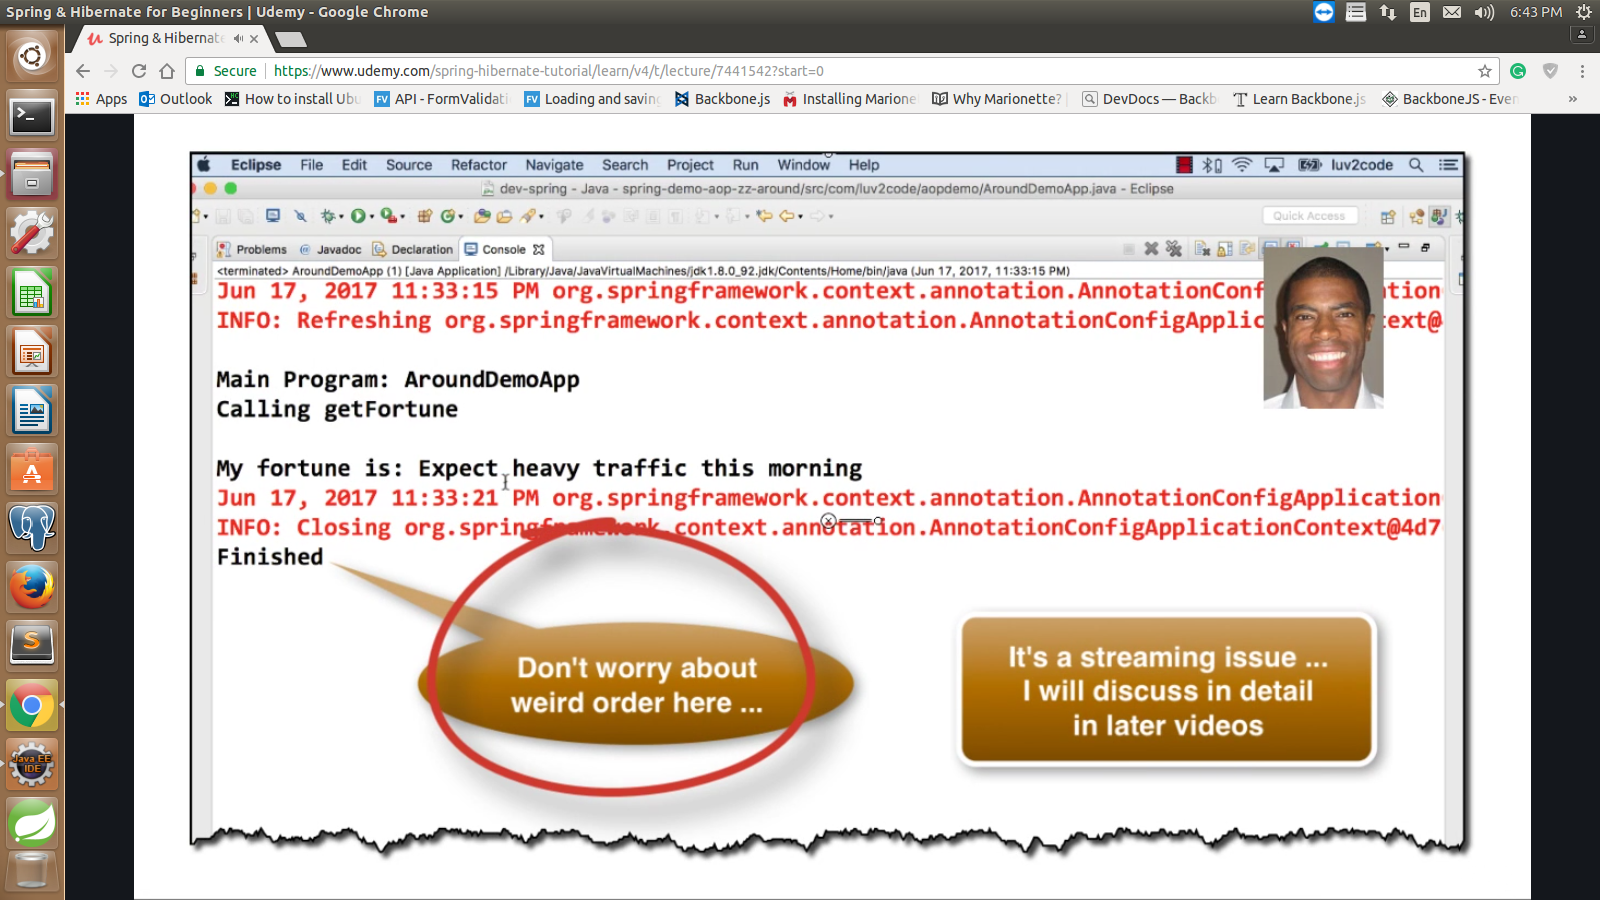 Spring & Hibernate for Beginners | Udemy - Google Chrome
En
6:43 PM
Spring & Hibernat
Secure
https://www.udemy.com/spring-hibernate-tutorial/learn/v4/t/lecture/7441542?start=0
Apps
Outlook
How to install Ubu
API - FormValidati
Loading and saving
Backbone.js
Installing Marione
Why Marionette?
DevDocs — Backb
Learn Backbone.js
BackboneJS - Even
»
Eclipse File Edit Source Refactor Navigate Search Project Run Window Help
luv2code
dev-spring - Java - spring-demo-aop-zz-around/src/com/luv2code/aopdemo/AroundDemoApp.java - Eclipse
Quick Access
Problems
@ Javadoc
Declaration
Console
<terminated> AroundDemoApp (1) [Java Application] /Library/Java/JavaVirtualMachines/jdk1.8.0_92.jdk/Contents/Home/bin/java (Jun 17, 2017, 11:33:15 PM)
Jun 17, 2017 11:33:15 PM org.springframework.context.annotation.AnnotationConf tion
INFO: Refreshing org.springframework.context.annotation.AnnotationConfigApplic ext@
Main Program: AroundDemoApp
Calling getFortune
My fortune is: Expect heavy traffic this morning
Jun 17, 2017 11:33:21 PM org.springframework.context.annotation.AnnotationConfigApplication
INFO: Closing org.springframework.context.annotation.AnnotationConfigApplicationContext@4d7
Finished
Don't worry about
weird order here ...
It's a streaming issue ...
I will discuss in detail
in later videos
Java EE
IDE